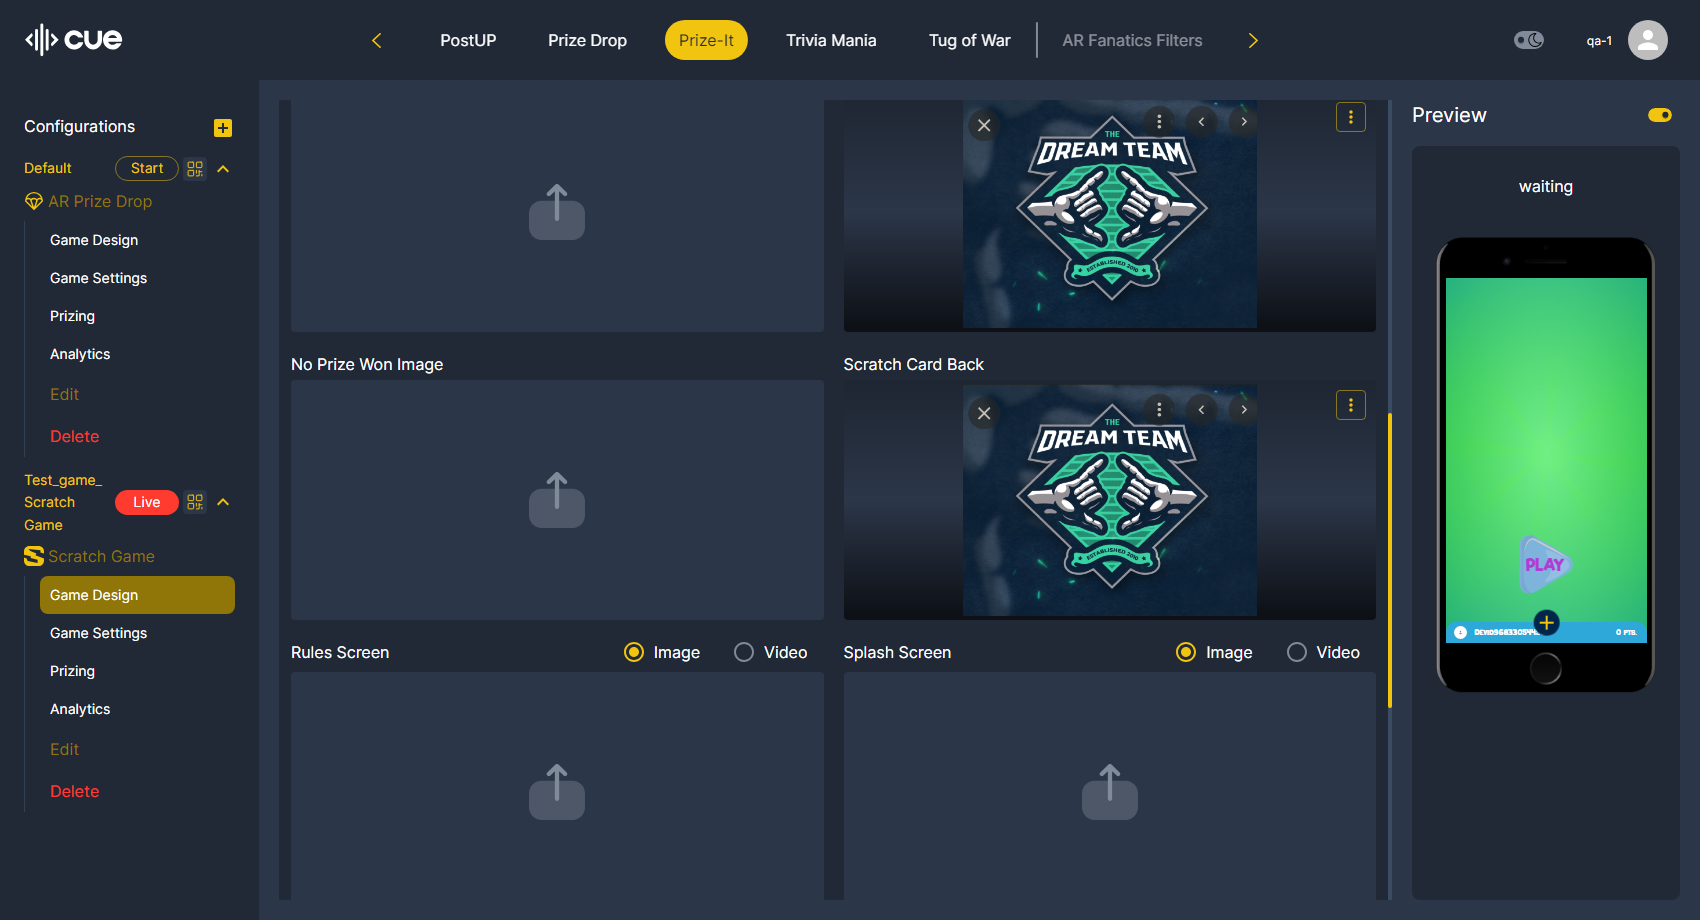 cue
PostUP
Prize Drop
Prize-It
Trivia Mania
Tug of War
AR Fanatics Filters
qa-1
Configurations
Default
Start
AR Prize Drop
Game Design
Game Settings
Prizing
Analytics
Edit
Delete
Test_game_
Scratch
Game
Live
Scratch Game
Game Design
Game Settings
Prizing
Analytics
Edit
Delete
THE
DREAM TEAM
ESTABLISHED 2010
No Prize Won Image
Scratch Card Back
THE
DREAM TEAM
ESTABLISHED 2010
Rules Screen
Image
Video
Splash Screen
Image
Video
Preview
waiting
PLAY
0 PTS.